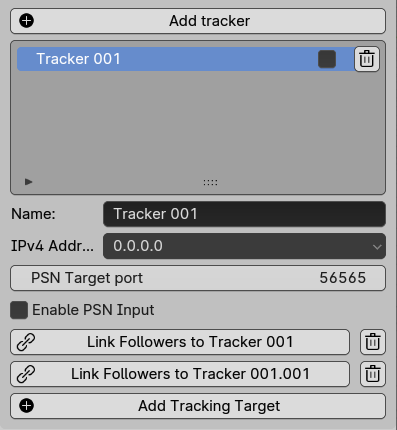 Add tracker
Tracker 001
Name: Tracker 001
IPv4 Addr... 0.0.0.0
PSN Target port 56565
Enable PSN Input
Link Followers to Tracker 001
Link Followers to Tracker 001.001
Add Tracking Target